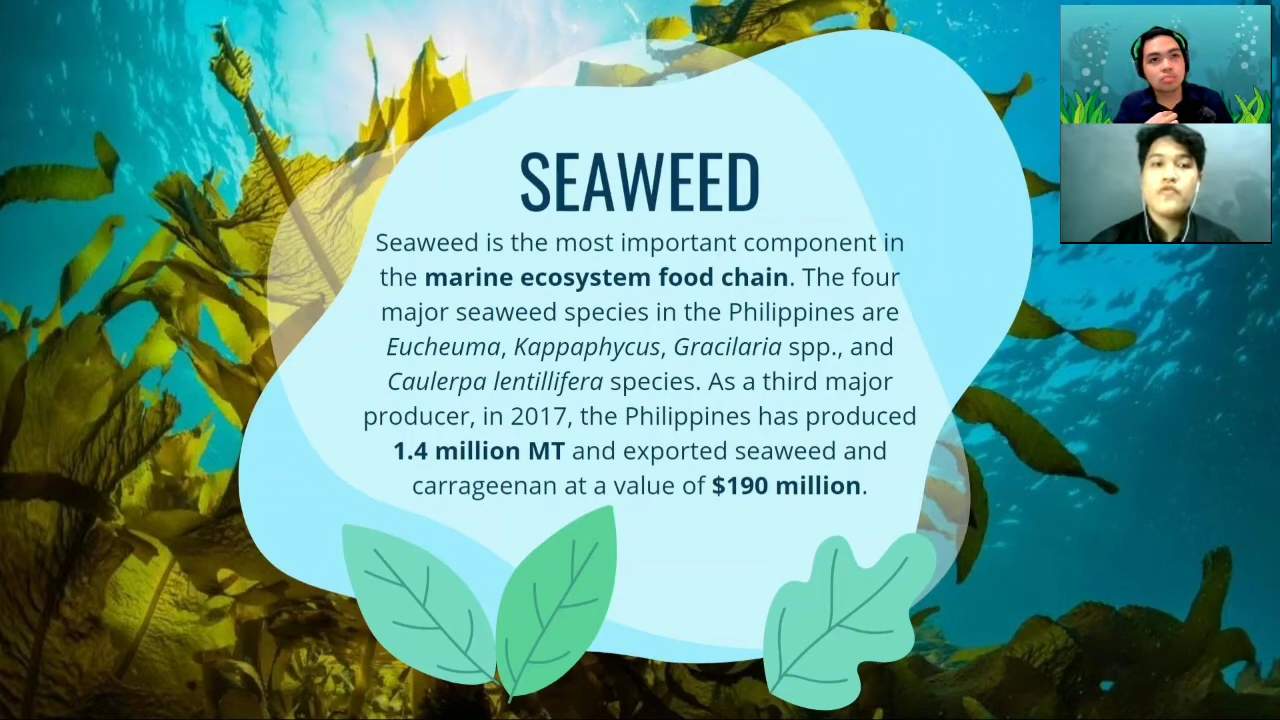 SEAWEED
Seaweed is the most important component in
the marine ecosystem food chain. The four
major seaweed species in the Philippines are
Eucheuma, Kappaphycus, Gracilaria spp., and
Caulerpa lentillifera species. As a third major
producer, in 2017, the Philippines has produced
1.4 million MT and exported seaweed and
carrageenan at a value of $190 million.